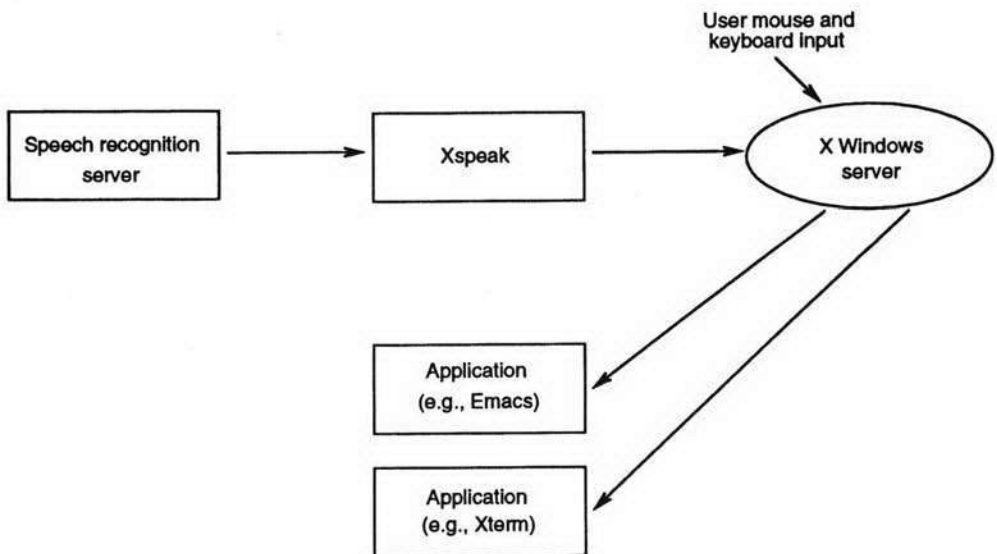 User mouse and
keyboard input
Speech recognition
server
Xspeak
X Windows
server
Application
(e.g., Emacs)
Application
(e.g., Xterm)